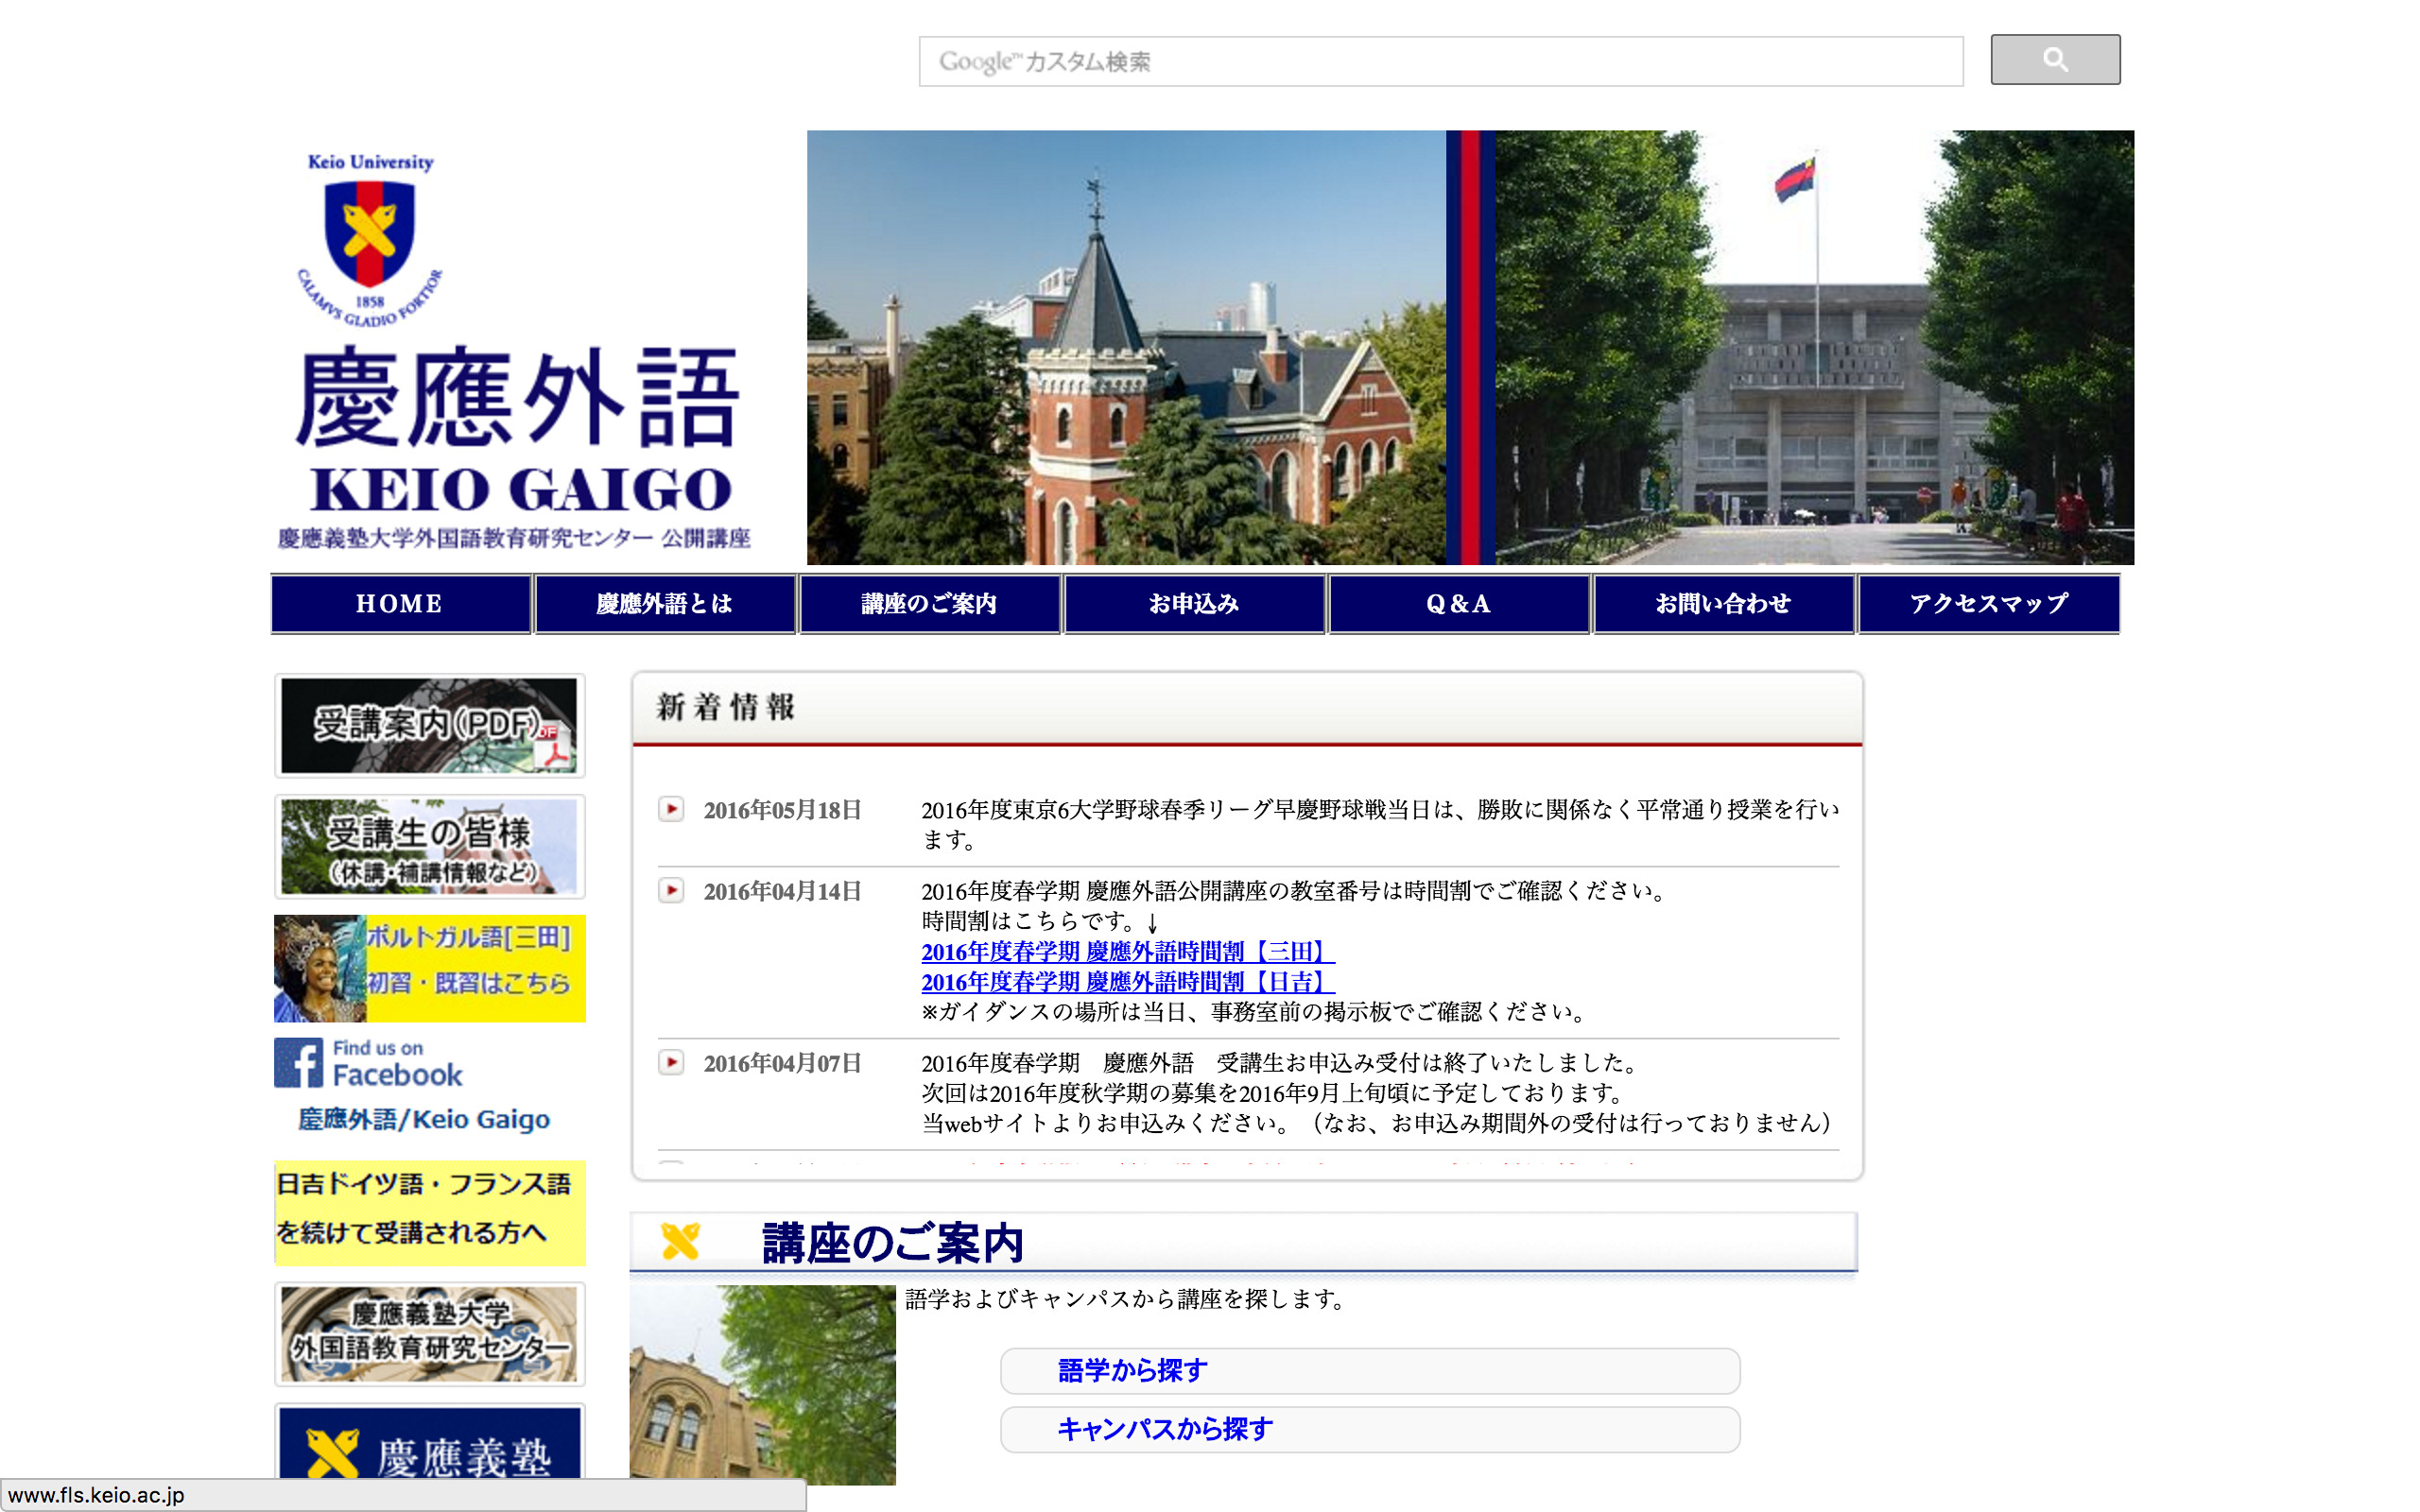 Google™カスタム検索
Keio University
1858
CALAMVS GLADIO FORTIOR
慶應外語
KEIO GAIGO
慶應義塾大学外国語教育研究センター 公開講座
HOME
慶應外語とは
講座のご案内
お申込み
Q&A
お問い合わせ
アクセスマップ
受講案内(PDF)
受講生の皆様
(休講・補講情報など)
ポルトガル語[三田]
初習・既習はこちら
Find us on
Facebook
慶應外語/Keio Gaigo
日吉ドイツ語・フランス語
を続けて受講される方へ
慶應義塾大学
外国語教育研究センター
慶應義塾
新着情報
2016年05月18日
2016年度東京6大学野球春季リーグ早慶野球戦当日は、勝敗に関係なく平常通り授業を行い
ます。
2016年04月14日
2016年度春学期 慶應外語公開講座の教室番号は時間割でご確認ください。
時間割はこちらです。↓
2016年度春学期 慶應外語時間割【三田】
2016年度春学期 慶應外語時間割【日吉】
※ガイダンスの場所は当日、事務室前の掲示板でご確認ください。
2016年04月07日
2016年度春学期　慶應外語　受講生お申込み受付は終了いたしました。
次回は2016年度秋学期の募集を2016年9月上旬頃に予定しております。
当webサイトよりお申込みください。（なお、お申込み期間外の受付は行っておりません）
講座のご案内
語学およびキャンパスから講座を探します。
語学から探す
キャンパスから探す
www.fls.keio.ac.jp